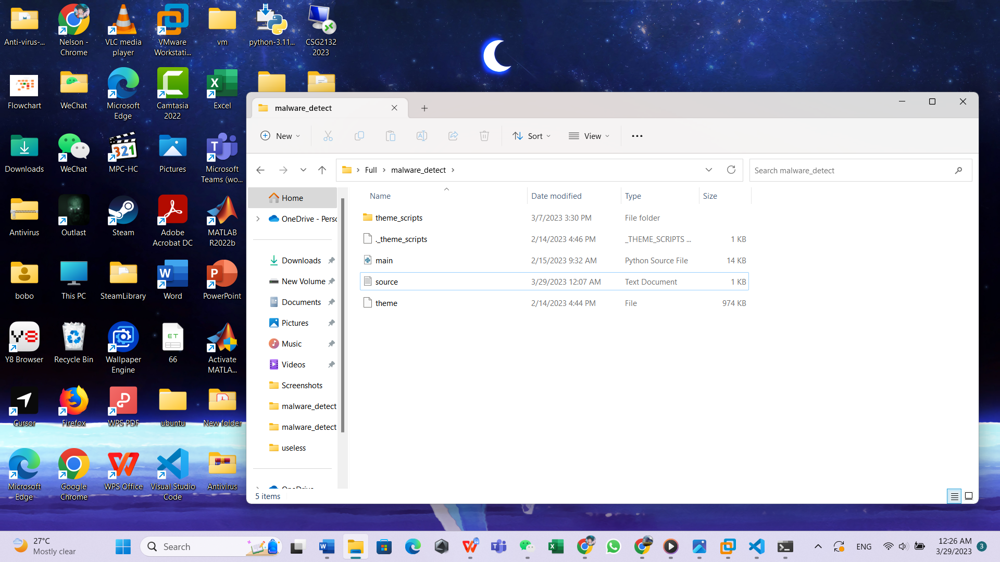 Anti-virus-...
Nelson -
Chrome
VLC media
player
VMware
Workstati...
vm
python-3.11...
CSG2132
2023
Flowchart
WeChat
Microsoft
Edge
Camtasia
2022
Excel
Downloads
WeChat
MPC-HC
Pictures
Microsoft
Teams (wo...
Antivirus
Outlast
Steam
Adobe
Acrobat DC
MATLAB
R2022b
bobo
This PC
SteamLibrary
Word
PowerPoint
Y8 Browser
Recycle Bin
Wallpaper
Engine
66
Activate
MATLA...
Cursor
Firefox
WPS PDF
ubuntu
New folder
Microsoft
Edge
Google
Chrome
WPS Office
Visual Studio
Code
Antivirus
malware_detect
New
Sort
View
Full
malware_detect
Search malware_detect
Home
OneDrive - Perso
Downloads
New Volume
Documents
Pictures
Music
Videos
Screenshots
malware_detect
malware_detect
useless
OneDrive
Name Date modified Type Size
theme_scripts 3/7/2023 3:30 PM File folder
._theme_scripts 2/14/2023 4:46 PM _THEME_SCRIPTS ... 1 KB
main 2/15/2023 9:32 AM Python Source File 14 KB
source 3/29/2023 12:07 AM Text Document 1 KB
theme 2/14/2023 4:44 PM File 974 KB
5 items
27°C
Mostly clear
Search
ENG
12:26 AM
3/29/2023
3